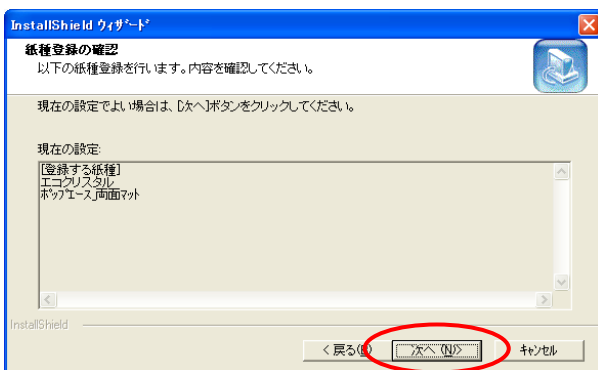 InstallShield ウィザード
紙種登録の確認
以下の紙種登録を行います。内容を確認してください。
現在の設定でよい場合は、[次へ]ボタンをクリックしてください。
現在の設定:
[登録する紙種]
エコクリスタル
ポップエース」両面マット
InstallShield
< 戻る(B) 次へ(N)> キャンセル